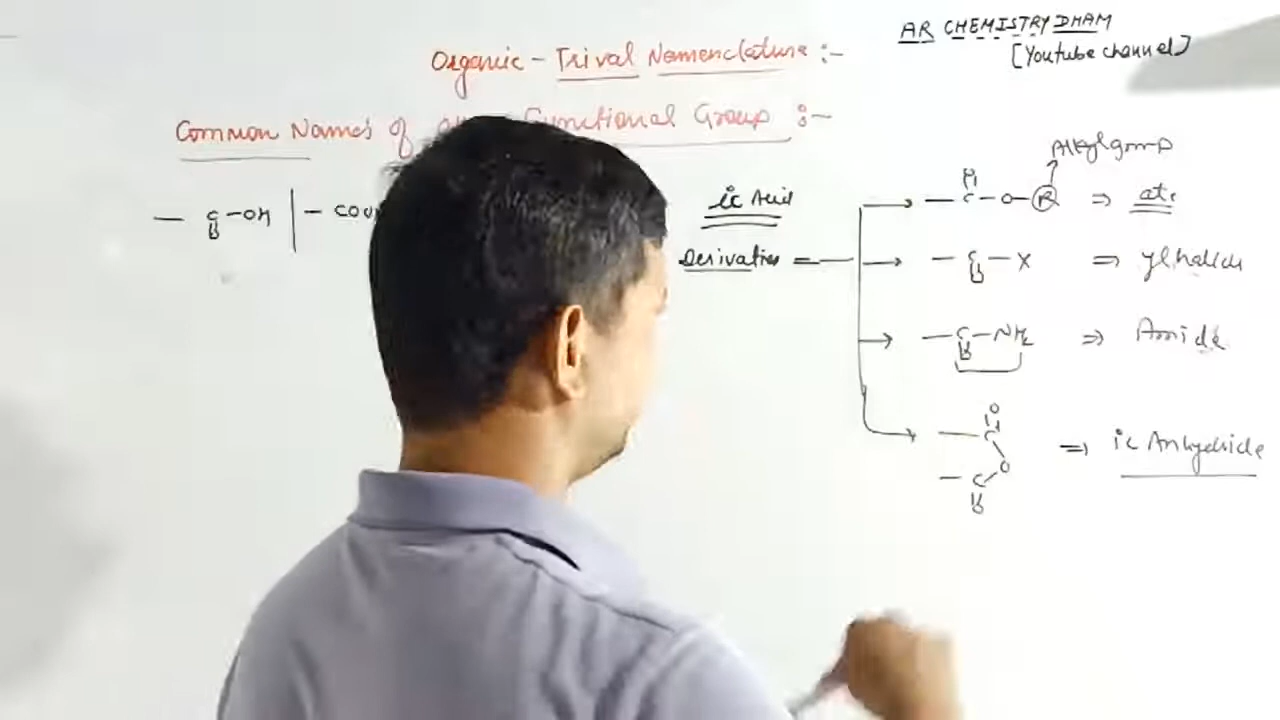 AR CHEMISTRY DHAM
[Youtube channel]
Organic - Trival Nomenclature :-
Common Names of Functional Group :-
Alkyl group
ic Acid
- C - OH | - COO
O
O
- C - O - R ⇒ ate
Derivaties =
- C - X ⇒ yl halide
O
- C - NH2 ⇒ Amide
O
O
- C
O ⇒ ic Anhydride
- C
O